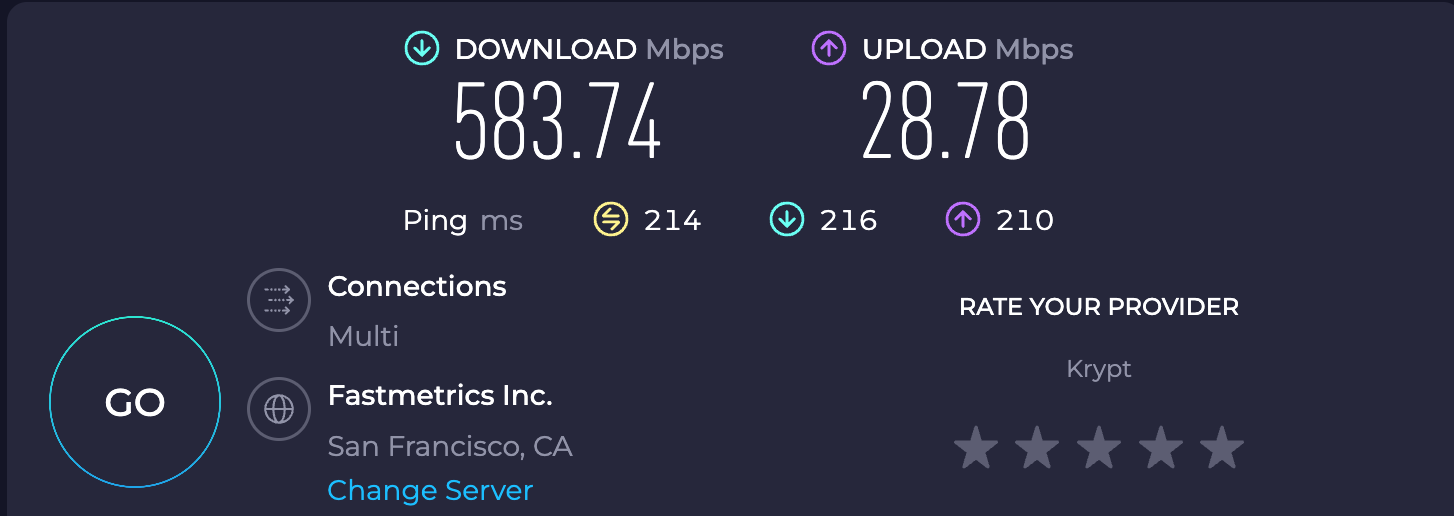 DOWNLOAD Mbps
583.74
UPLOAD Mbps
28.78
Ping ms 214 216 210
Connections
Multi
GO
Fastmetrics Inc.
San Francisco, CA
Change Server
RATE YOUR PROVIDER
Krypt